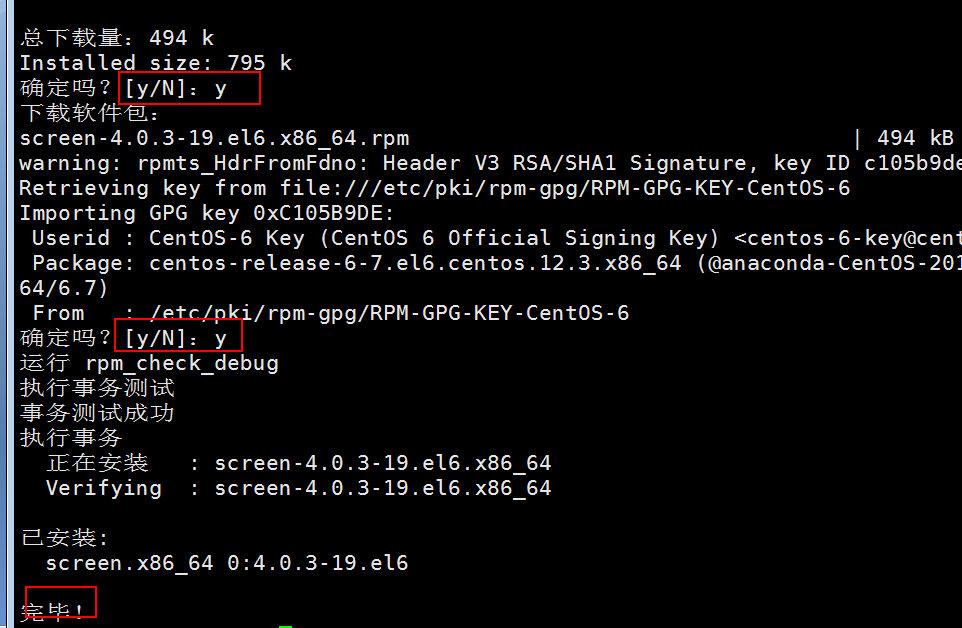 总下载量：494 k
Installed size: 795 k
确定吗？[y/N]：y
下载软件包：
screen-4.0.3-19.el6.x86_64.rpm | 494 kB
warning: rpmts_HdrFromFdno: Header V3 RSA/SHA1 Signature, key ID c105b9de
Retrieving key from file:///etc/pki/rpm-gpg/RPM-GPG-KEY-CentOS-6
Importing GPG key 0xC105B9DE:
Userid : CentOS-6 Key (CentOS 6 Official Signing Key) <centos-6-key@cent
Package: centos-release-6-7.el6.centos.12.3.x86_64 (@anaconda-CentOS-201
64/6.7)
From : /etc/pki/rpm-gpg/RPM-GPG-KEY-CentOS-6
确定吗？[y/N]：y
运行 rpm_check_debug
执行事务测试
事务测试成功
执行事务
正在安装 : screen-4.0.3-19.el6.x86_64
Verifying : screen-4.0.3-19.el6.x86_64
已安装:
screen.x86_64 0:4.0.3-19.el6
完毕！